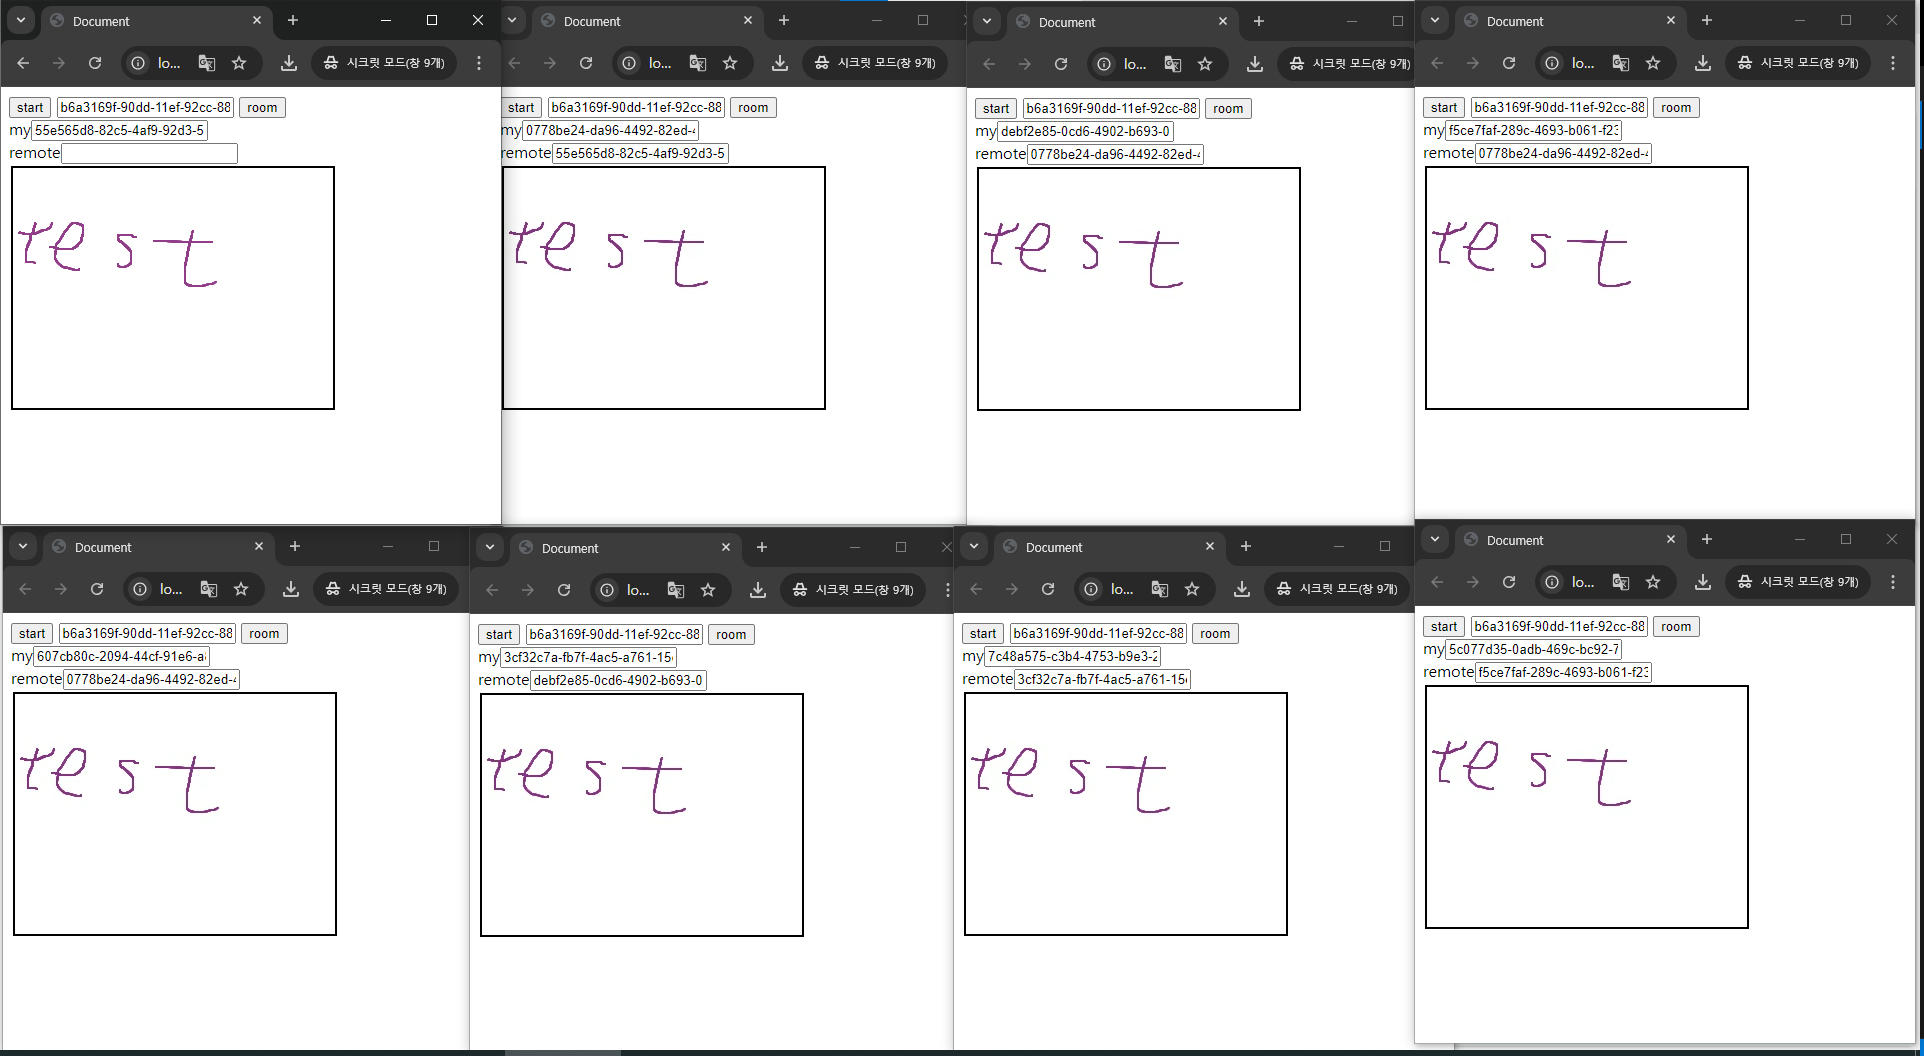 Document
lo...
시크릿 모드(창 9개)
start b6a3169f-90dd-11ef-92cc-88 room
my 55e565d8-82c5-4af9-92d3-5
remote
test
Document
lo...
시크릿 모드(창 9개)
start b6a3169f-90dd-11ef-92cc-88 room
my 0778be24-da96-4492-82ed-
remote 55e565d8-82c5-4af9-92d3-5
test
Document
lo...
시크릿 모드(창 9개)
start b6a3169f-90dd-11ef-92cc-88 room
my debf2e85-0cd6-4902-b693-0
remote 0778be24-da96-4492-82ed-
test
Document
lo...
시크릿 모드(창 9개)
start b6a3169f-90dd-11ef-92cc-88 room
my f5ce7faf-289c-4693-b061-f23
remote 0778be24-da96-4492-82ed-
test
Document
lo...
시크릿 모드(창 9개)
start b6a3169f-90dd-11ef-92cc-88 room
my 607cb80c-2094-44cf-91e6-a
remote 0778be24-da96-4492-82ed-
test
Document
lo...
시크릿 모드(창 9개)
start b6a3169f-90dd-11ef-92cc-88 room
my 3cf32c7a-fb7f-4ac5-a761-15
remote debf2e85-0cd6-4902-b693-0
test
Document
lo...
시크릿 모드(창 9개)
start b6a3169f-90dd-11ef-92cc-88 room
my 7c48a575-c3b4-4753-b9e3-2
remote 3cf32c7a-fb7f-4ac5-a761-15
test
Document
lo...
시크릿 모드(창 9개)
start b6a3169f-90dd-11ef-92cc-88 room
my 5c077d35-0adb-469c-bc92-7
remote f5ce7faf-289c-4693-b061-f23
test